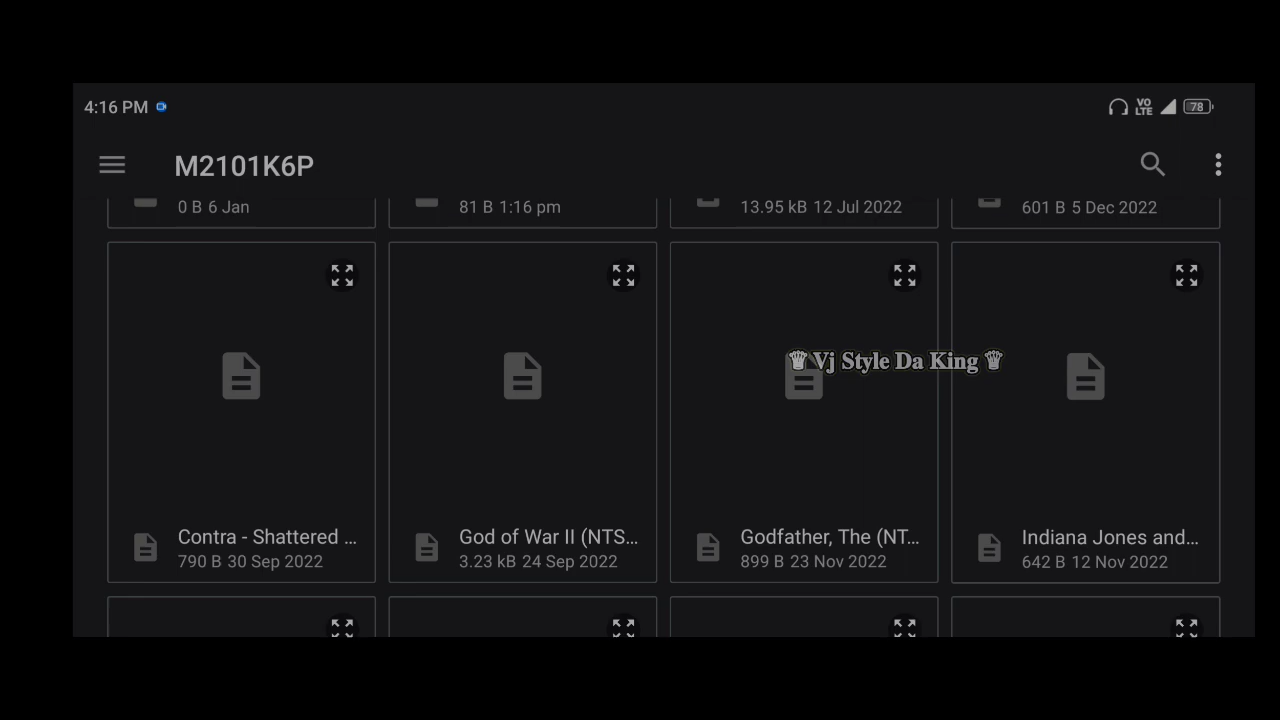 4:16 PM VO LTE 78
M2101K6P
0 B 6 Jan 81 B 1:16 pm 13.95 kB 12 Jul 2022 601 B 5 Dec 2022
♛ Vj Style Da King ♛
Contra - Shattered ... God of War II (NTS... Godfather, The (NT... Indiana Jones and...
790 B 30 Sep 2022 3.23 kB 24 Sep 2022 899 B 23 Nov 2022 642 B 12 Nov 2022